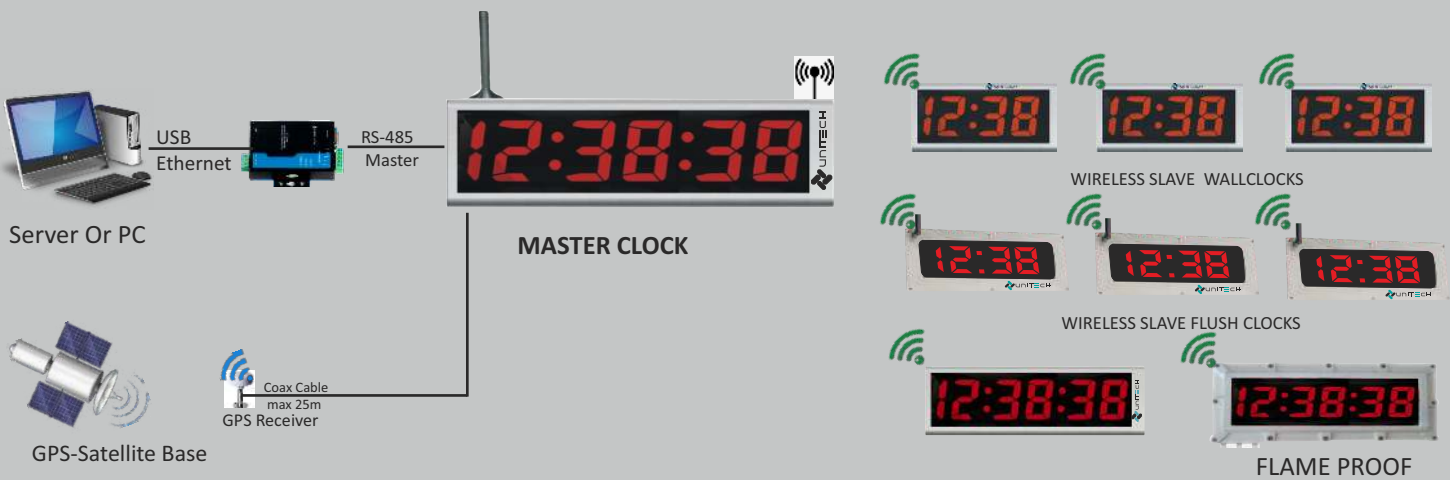 USB
Ethernet
RS-485
Master
Server Or PC
12:38:38
UNITECH
MASTER CLOCK
GPS-Satellite Base
Coax Cable
max 25m
GPS Receiver
12:38
12:38
12:38
WIRELESS SLAVE WALLCLOCKS
12:38
UNITECH
12:38
UNITECH
12:38
UNITECH
WIRELESS SLAVE FLUSH CLOCKS
12:38:38
UNITECH
12:38:38
FLAME PROOF